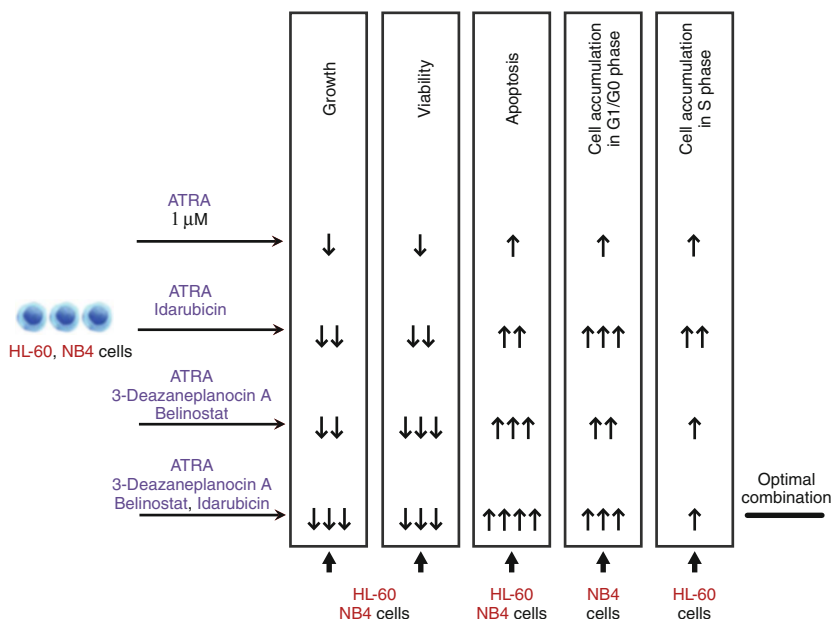 Growth
Viability
Apoptosis
Cell accumulation
in G1/G0 phase
Cell accumulation
in S phase
ATRA
1 µM
↓ ↓ ↑ ↑ ↑
ATRA
Idarubicin
↓↓ ↓↓ ↑↑ ↑↑↑ ↑↑
HL-60, NB4 cells
ATRA
3-Deazaneplanocin A
Belinostat
↓↓ ↓↓↓ ↑↑↑ ↑↑ ↑
ATRA
3-Deazaneplanocin A
Belinostat, Idarubicin
↓↓↓ ↓↓↓ ↑↑↑↑ ↑↑↑ ↑
Optimal
combination
HL-60
NB4 cells
HL-60
NB4 cells
NB4
cells
HL-60
cells